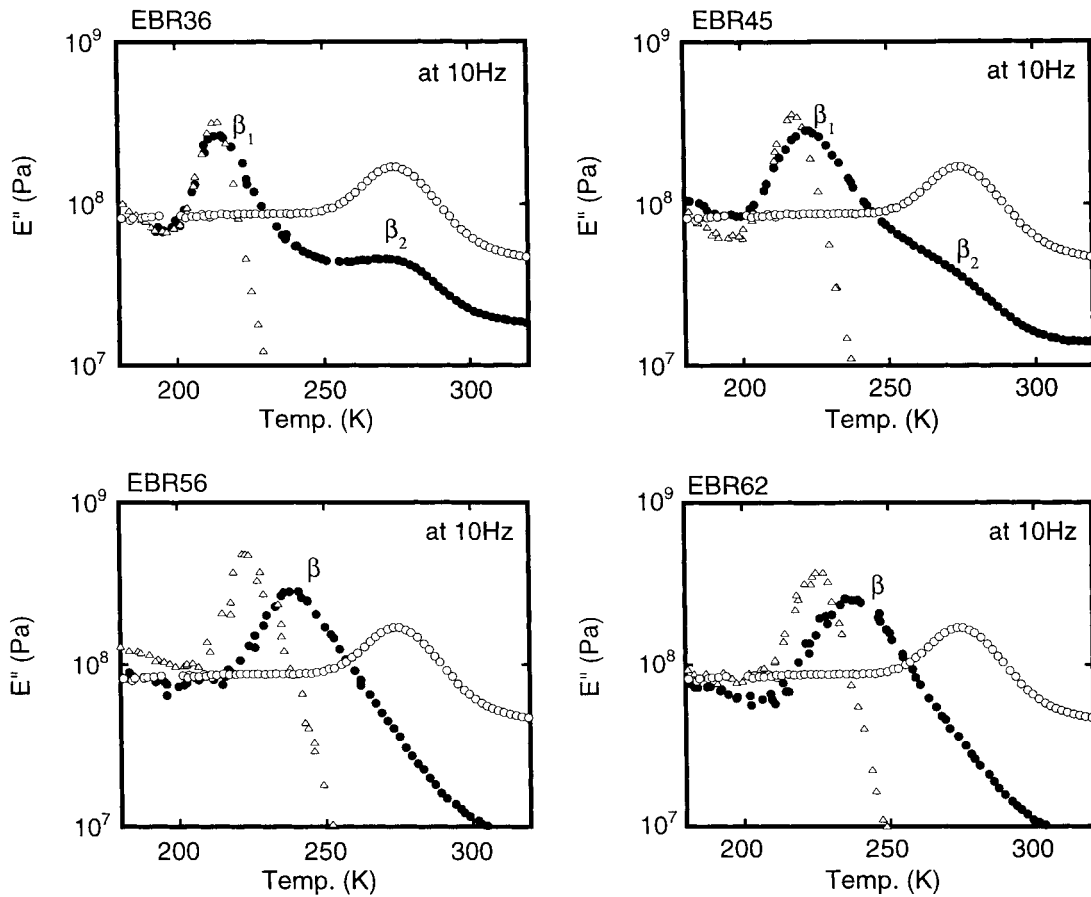 EBR36
10⁹
at 10Hz
β₁
E" (Pa)
10⁸
β₂
10⁷
200 250 300
Temp. (K)
EBR45
10⁹
at 10Hz
β₁
E" (Pa)
10⁸
β₂
10⁷
200 250 300
Temp. (K)
EBR56
10⁹
at 10Hz
β
E" (Pa)
10⁸
10⁷
200 250 300
Temp. (K)
EBR62
10⁹
at 10Hz
β
E" (Pa)
10⁸
10⁷
200 250 300
Temp. (K)